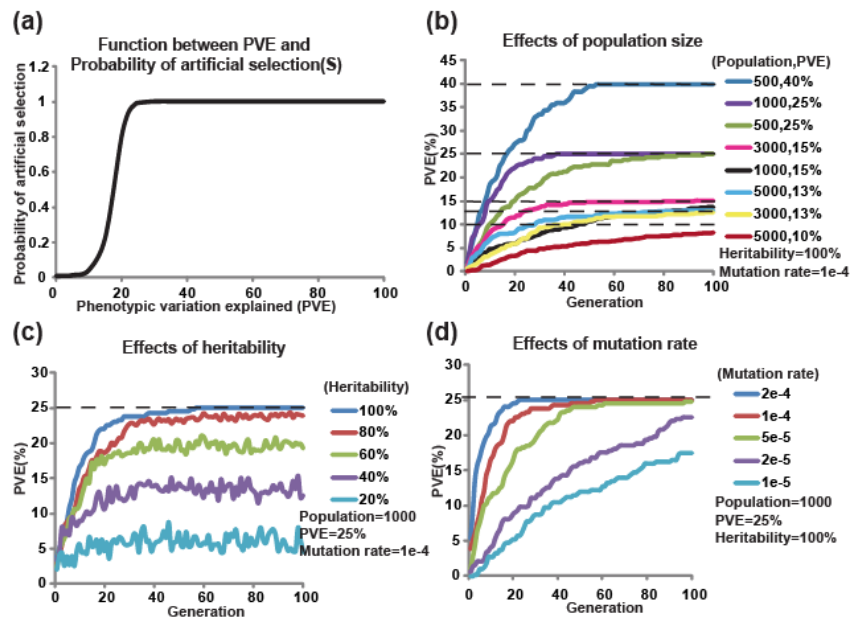 (a)
Function between PVE and
Probability of artificial selection(S)
Probability of artificial selection
1.2
1
0.8
0.6
0.4
0.2
0
0 20 40 60 80 100
Phenotypic variation explained (PVE)
(b)
Effects of population size
(Population,PVE)
PVE(%)
45
40
35
30
25
20
15
10
5
0
0 20 40 60 80 100
Generation
500,40%
1000,25%
500,25%
3000,15%
1000,15%
5000,13%
3000,13%
5000,10%
Heritability=100%
Mutation rate=1e-4
(c)
Effects of heritability
PVE(%)
30
25
20
15
10
5
0
0 20 40 60 80 100
Generation
(Heritability)
100%
80%
60%
40%
20%
Population=1000
PVE=25%
Mutation rate=1e-4
(d)
Effects of mutation rate
PVE(%)
30
25
20
15
10
5
0
0 20 40 60 80 100
Generation
(Mutation rate)
2e-4
1e-4
5e-5
2e-5
1e-5
Population=1000
PVE=25%
Heritability=100%